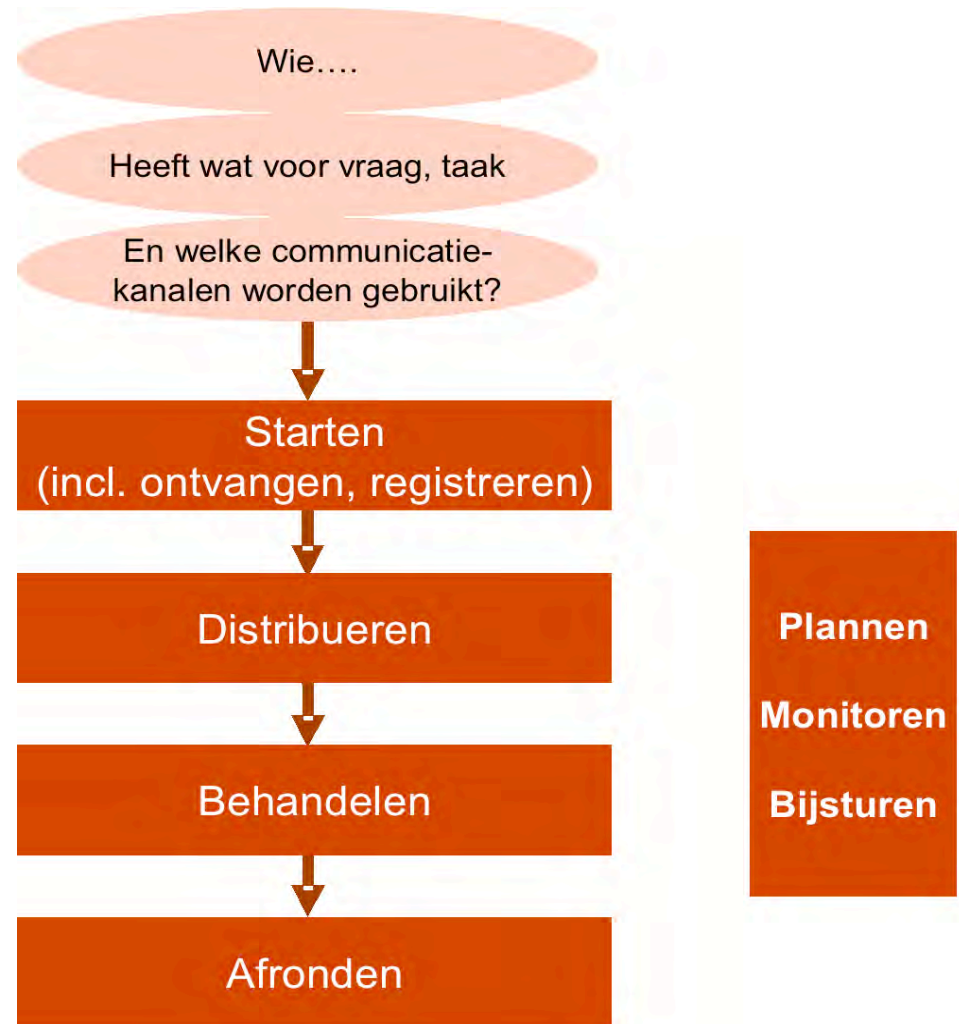 Wie....
Heeft wat voor vraag, taak
En welke communicatie-
kanalen worden gebruikt?
Starten
(incl. ontvangen, registreren)
Distribueren
Behandelen
Afronden
Plannen
Monitoren
Bijsturen